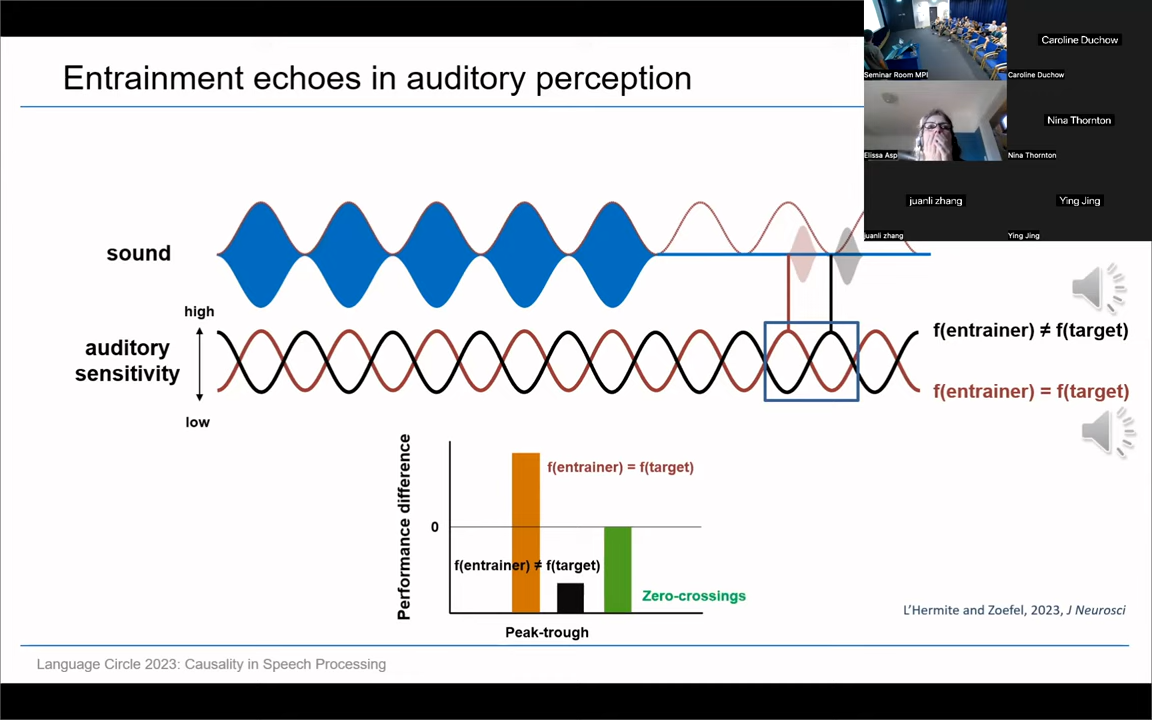 Entrainment echoes in auditory perception
Seminar Room MPI
Caroline Duchow
Caroline Duchow
Elissa Asp
Nina Thornton
Nina Thornton
juanli zhang
juanli zhang
Ying Jing
Ying Jing
sound
high
auditory
sensitivity
low
f(entrainer) ≠ f(target)
f(entrainer) = f(target)
Performance difference
f(entrainer) = f(target)
0
f(entrainer) ≠ f(target)
Zero-crossings
Peak-trough
L'Hermite and Zoefel, 2023, J Neurosci
Language Circle 2023: Causality in Speech Processing